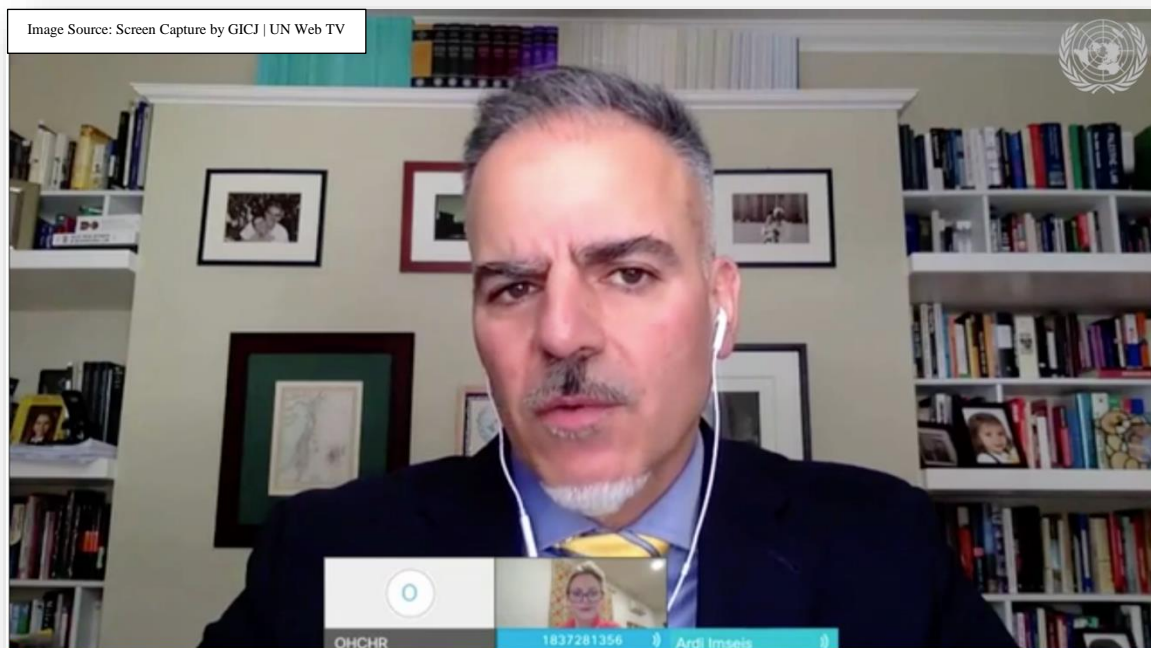 Image Source: Screen Capture by GICJ | UN Web TV
O
OHCHR
1837281356
Ardi Imseis